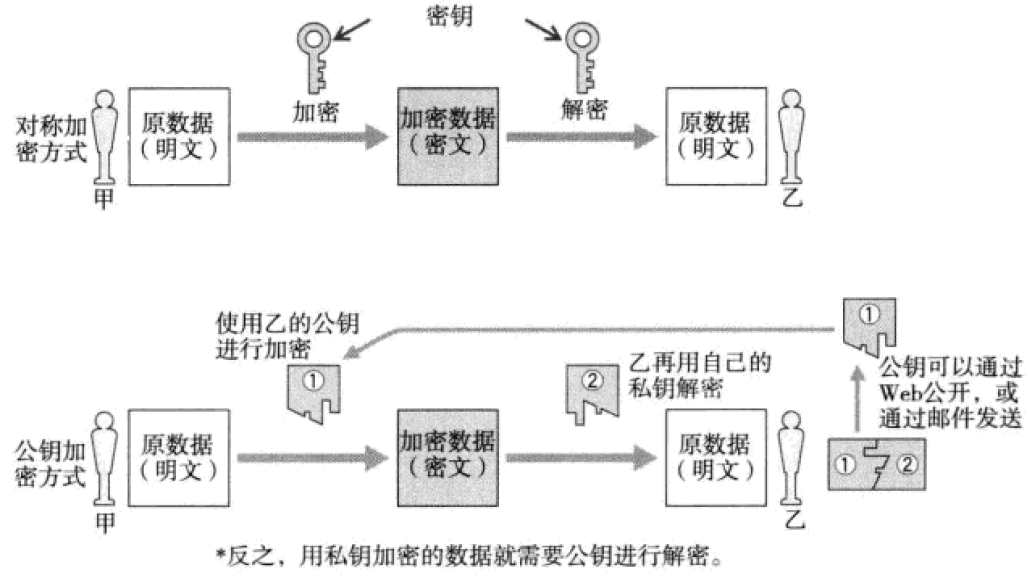 密钥
加密
解密
对称加
密方式
原数据
（明文）
加密数据
（密文）
原数据
（明文）
甲
乙
使用乙的公钥
进行加密
①
①
②
乙再用自己的
私钥解密
公钥可以通过
Web公开，或
通过邮件发送
公钥加
密方式
原数据
（明文）
加密数据
（密文）
原数据
（明文）
① ②
甲
乙
*反之，用私钥加密的数据就需要公钥进行解密。